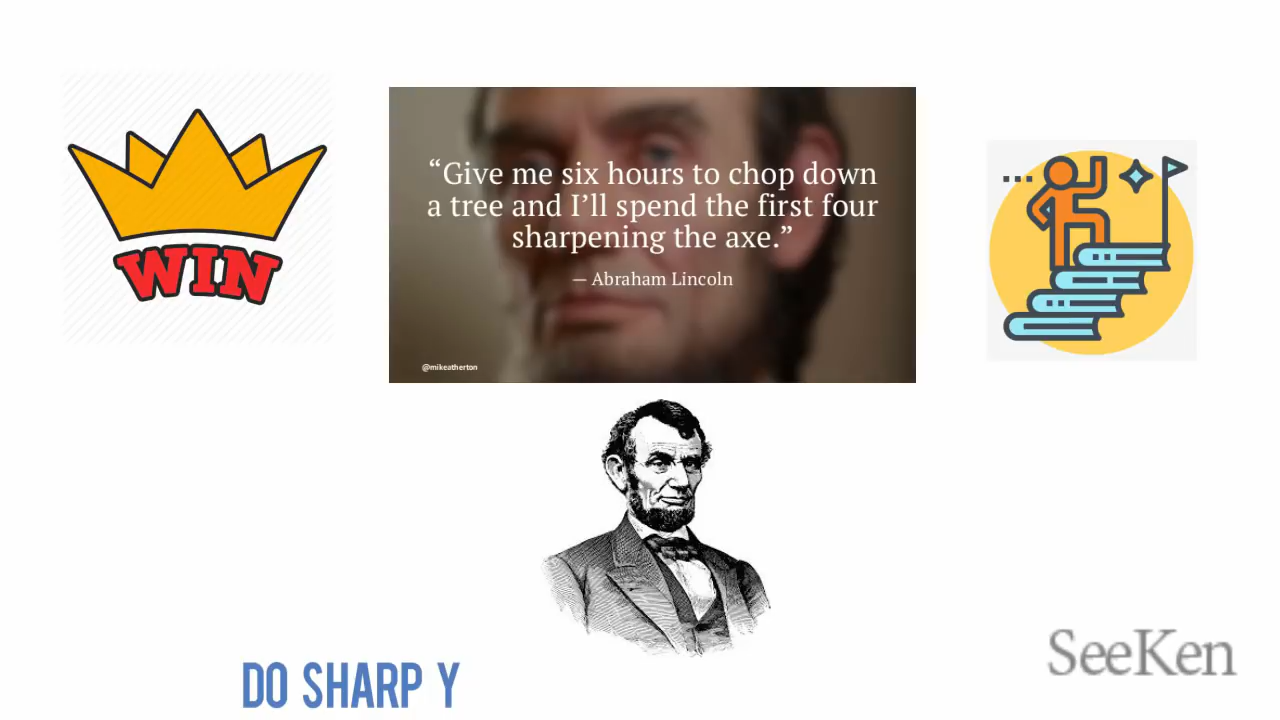 WIN
“Give me six hours to chop down
a tree and I’ll spend the first four
sharpening the axe.”
— Abraham Lincoln
@mikeatherton
SeeKen
DO SHARP Y